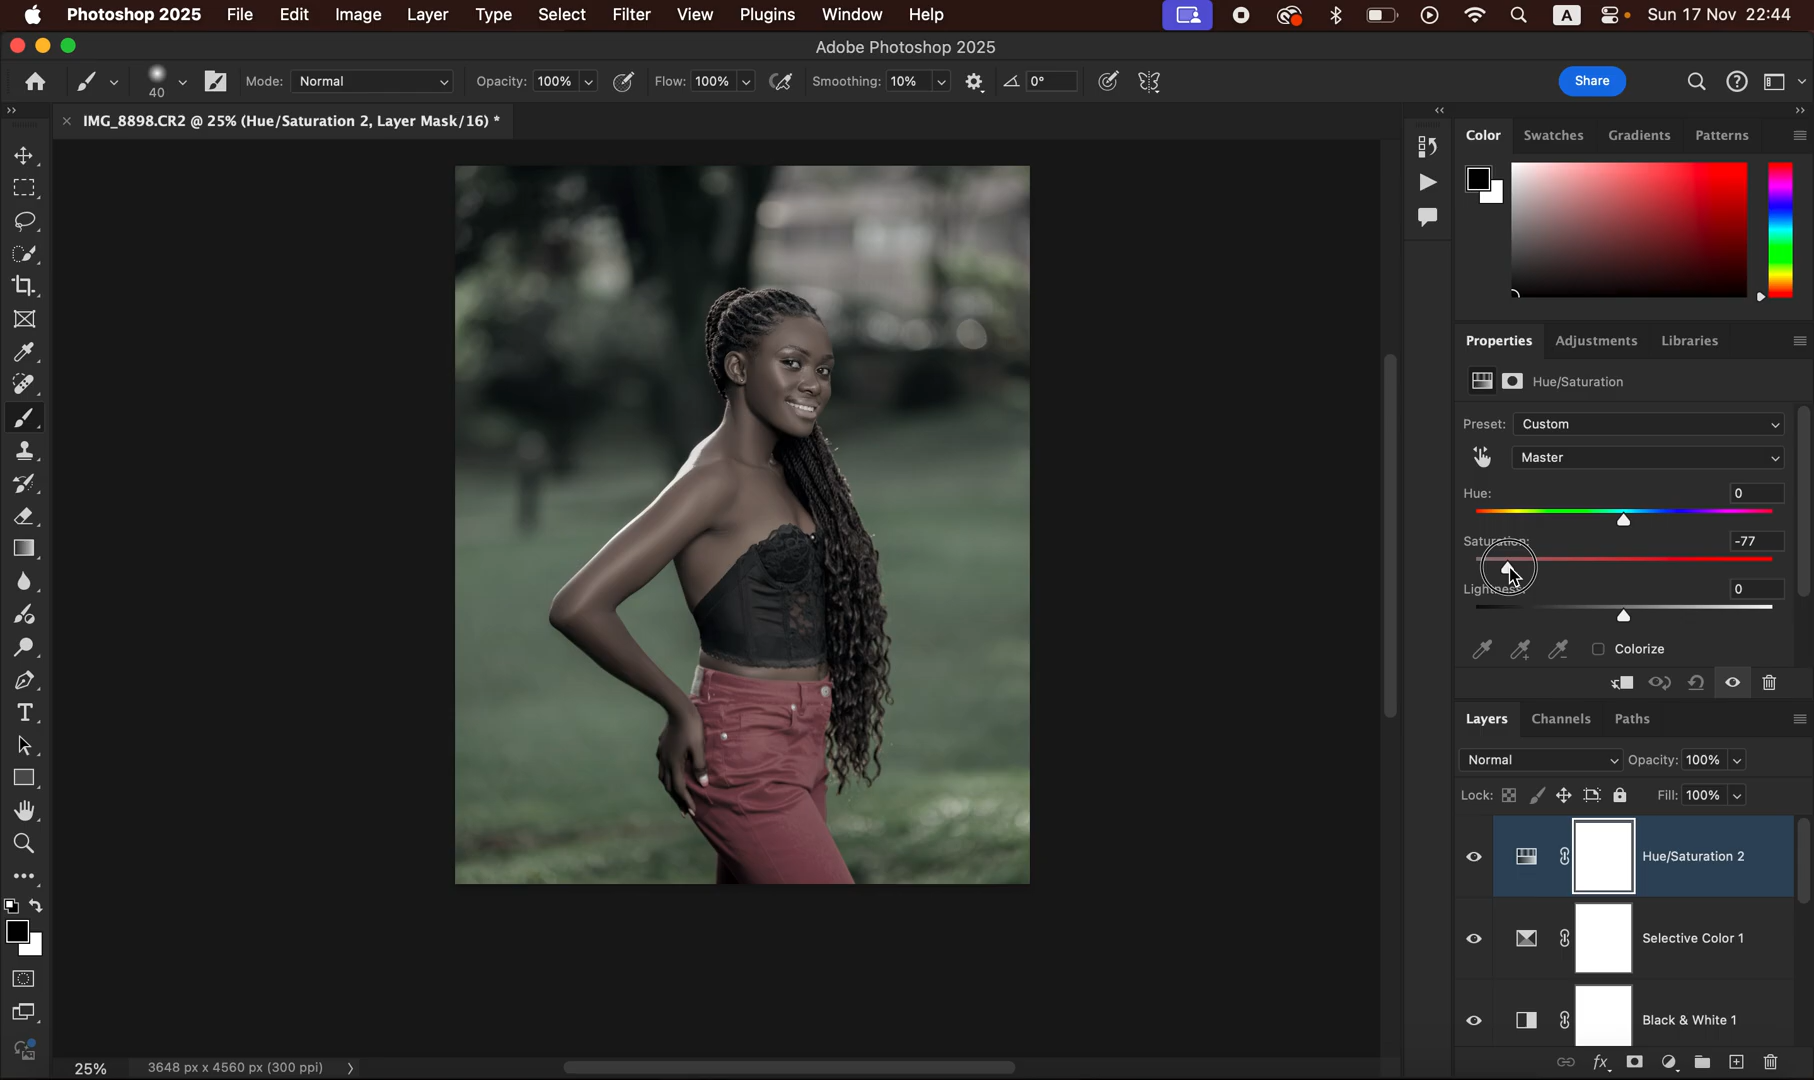 Photoshop 2025 File Edit Image Layer Type Select Filter View Plugins Window Help A Sun 17 Nov 22:44
Adobe Photoshop 2025
40 Mode: Normal Opacity: 100% Flow: 100% Smoothing: 10% 0° Share
IMG_8898.CR2 @ 25% (Hue/Saturation 2, Layer Mask/16) *
Color Swatches Gradients Patterns
Properties Adjustments Libraries
Hue/Saturation
Preset: Custom
Master
Hue: 0
Saturation: -77
Lightness: 0
Colorize
Layers Channels Paths
Normal Opacity: 100%
Lock: Fill: 100%
Hue/Saturation 2
Selective Color 1
Black & White 1
fx
25% 3648 px x 4560 px (300 ppi)